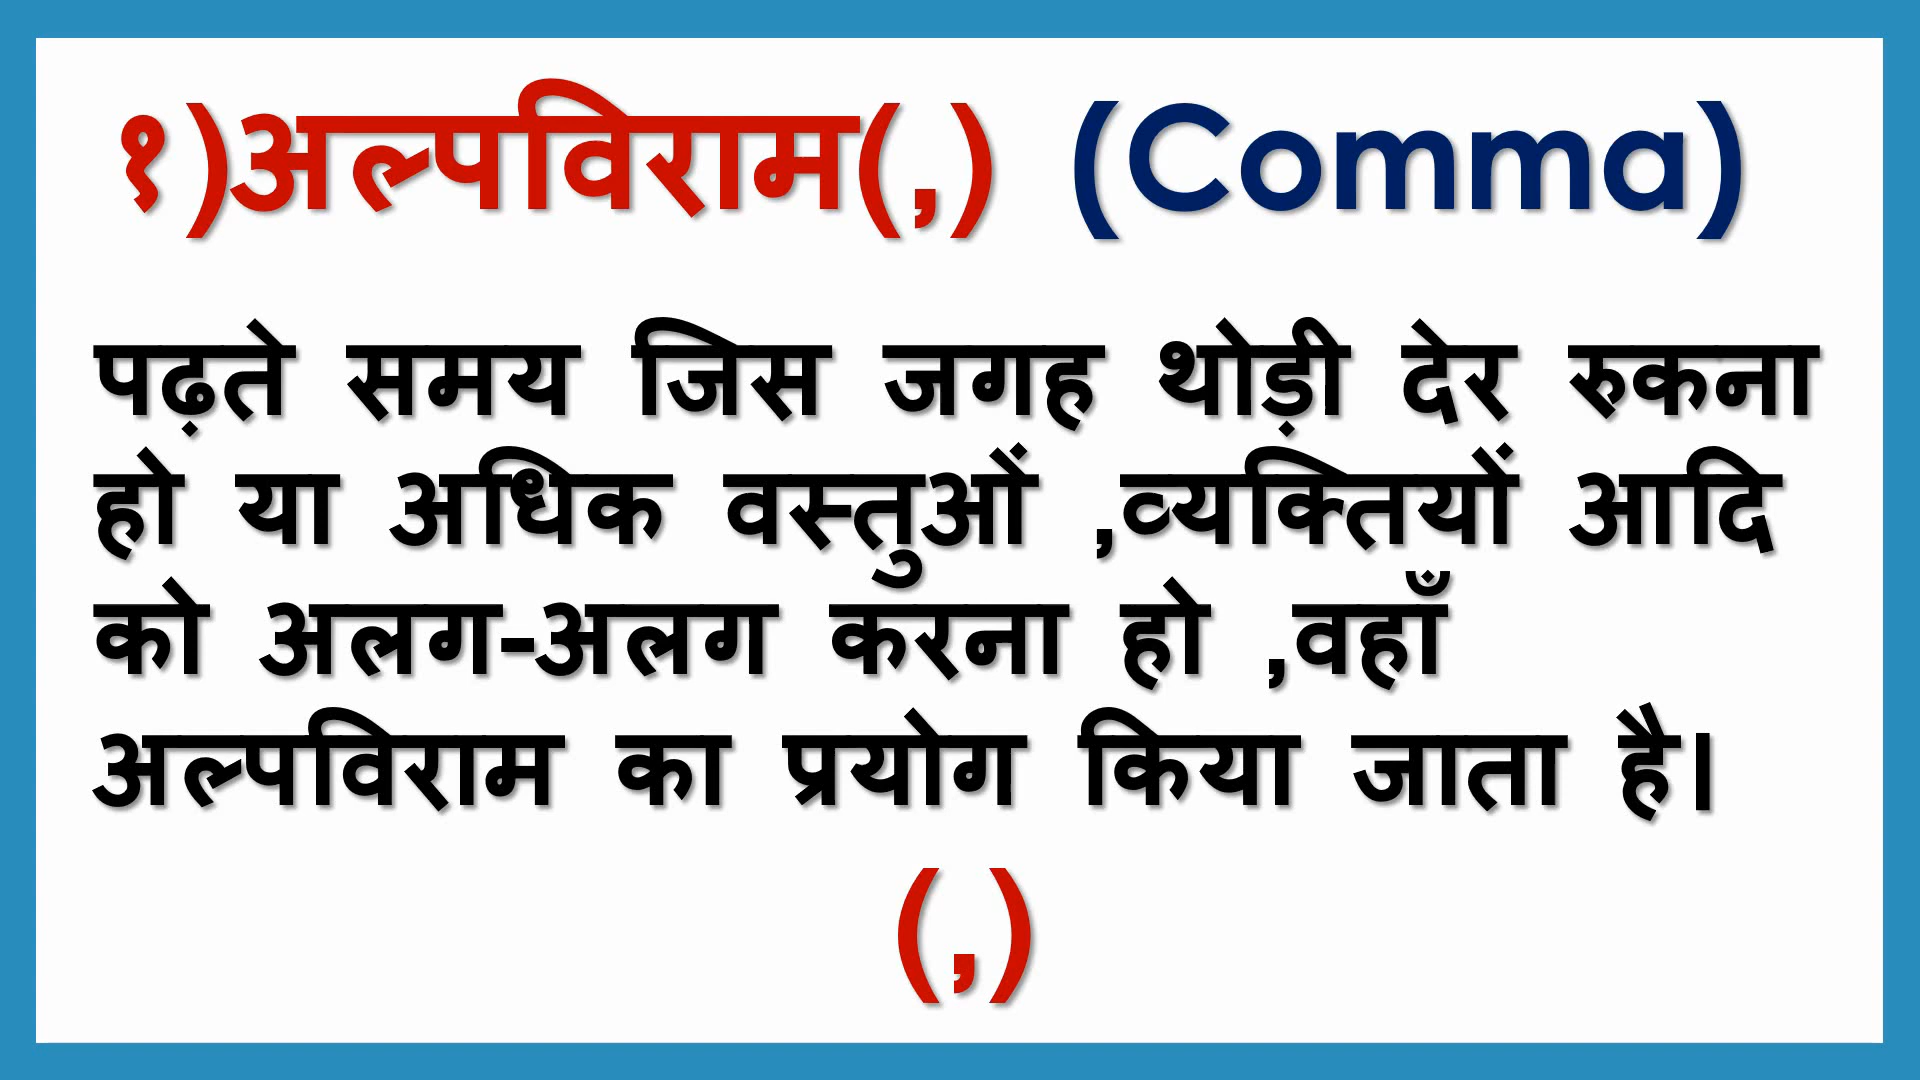 १)अल्पविराम(,) (Comma)
पढ़ते समय जिस जगह थोड़ी देर रुकना
हो या अधिक वस्तुओं ,व्यक्तियों आदि
को अलग-अलग करना हो ,वहाँ
अल्पविराम का प्रयोग किया जाता है।
(,)